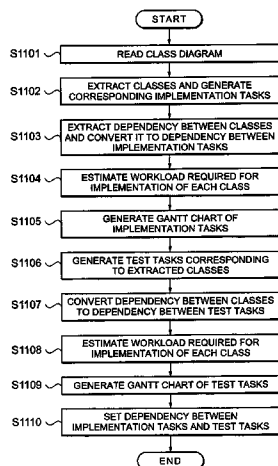 START
S1101
READ CLASS DIAGRAM
S1102
EXTRACT CLASSES AND GENERATE
CORRESPONDING IMPLEMENTATION TASKS
S1103
EXTRACT DEPENDENCY BETWEEN CLASSES
AND CONVERT IT TO DEPENDENCY BETWEEN
IMPLEMENTATION TASKS
S1104
ESTIMATE WORKLOAD REQUIRED FOR
IMPLEMENTATION OF EACH CLASS
S1105
GENERATE GANTT CHART OF
IMPLEMENTATION TASKS
S1106
GENERATE TEST TASKS CORRESPONDING
TO EXTRACTED CLASSES
S1107
CONVERT DEPENDENCY BETWEEN CLASSES
TO DEPENDENCY BETWEEN TEST TASKS
S1108
ESTIMATE WORKLOAD REQUIRED FOR
IMPLEMENTATION OF EACH CLASS
S1109
GENERATE GANTT CHART OF TEST TASKS
S1110
SET DEPENDENCY BETWEEN
IMPLEMENTATION TASKS AND TEST TASKS
END